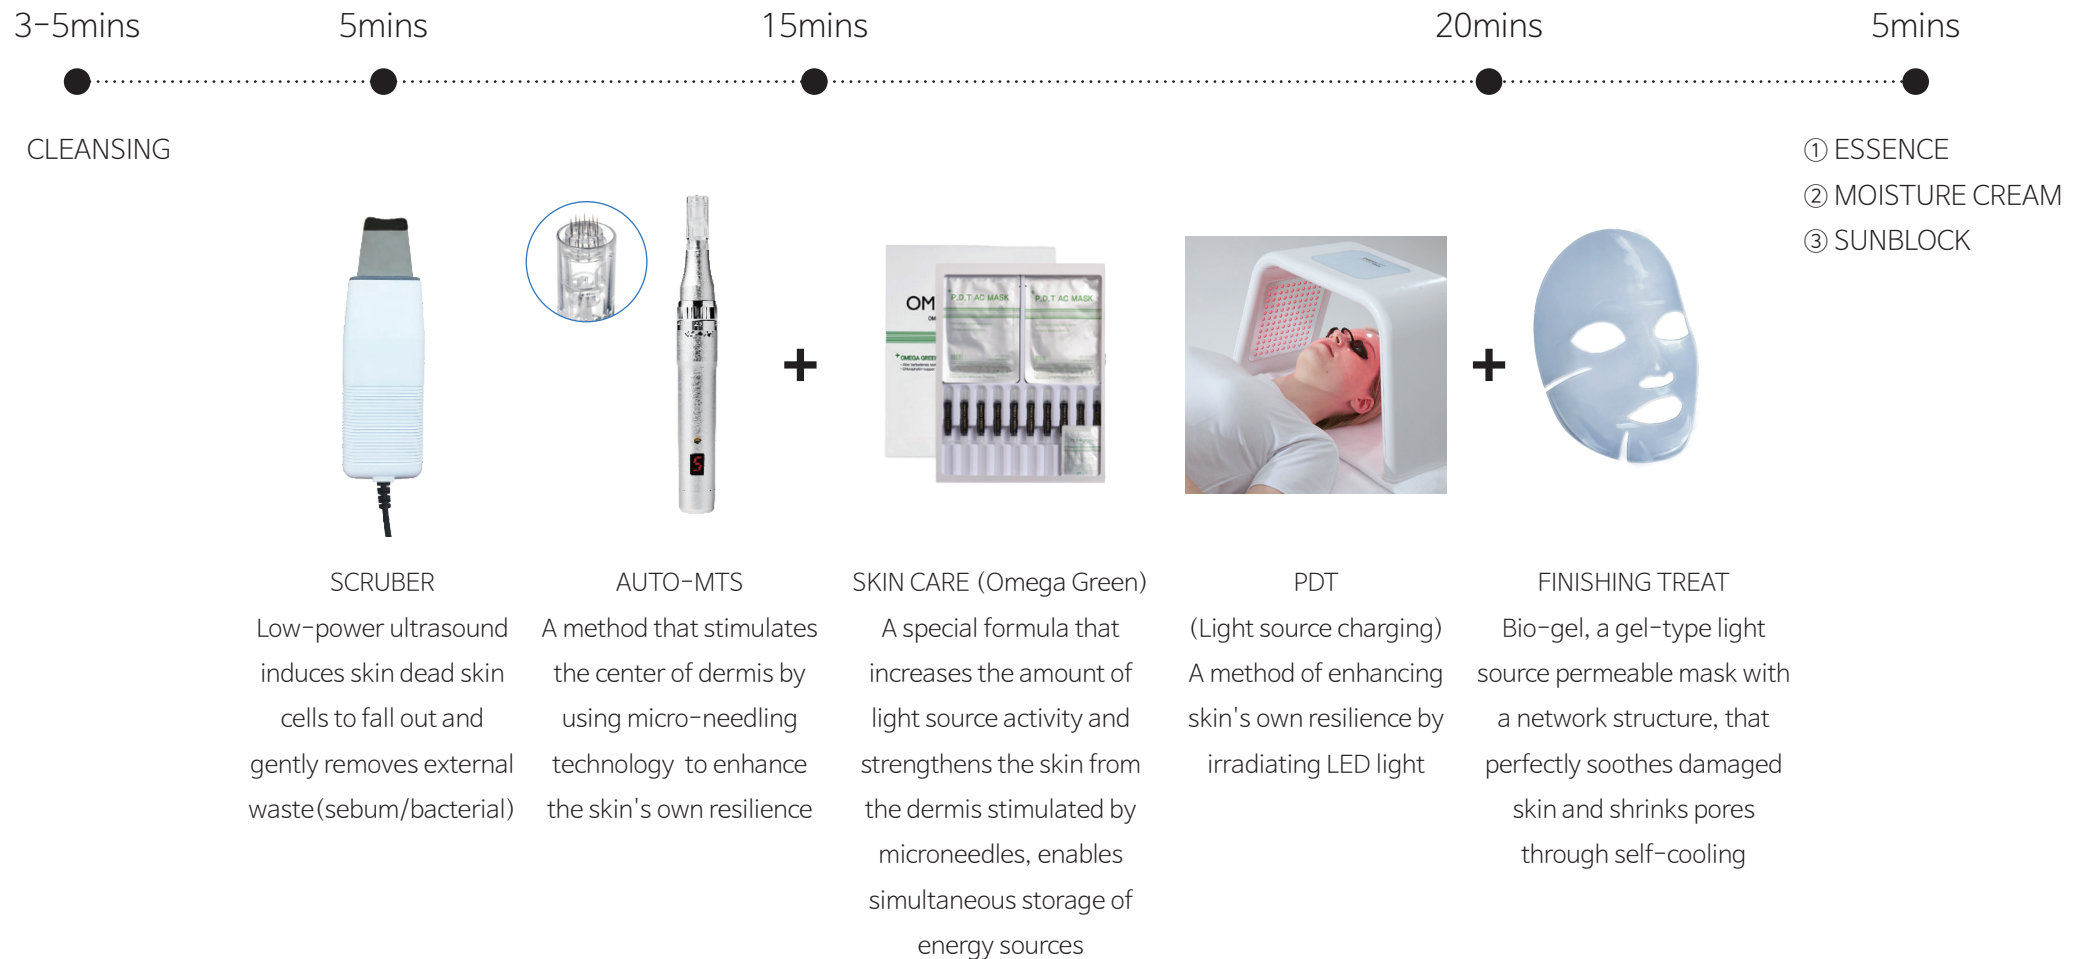 3-5mins
5mins
15mins
20mins
5mins
CLEANSING
① ESSENCE
② MOISTURE CREAM
③ SUNBLOCK
OM
P.D.T AC MASK
P.D.T AC MASK
OMEGA GREEN
5
SCRUBER
Low-power ultrasound
induces skin dead skin
cells to fall out and
gently removes external
waste(sebum/bacterial)
AUTO-MTS
A method that stimulates
the center of dermis by
using micro-needling
technology to enhance
the skin's own resilience
SKIN CARE (Omega Green)
A special formula that
increases the amount of
light source activity and
strengthens the skin from
the dermis stimulated by
microneedles, enables
simultaneous storage of
energy sources
PDT
(Light source charging)
A method of enhancing
skin's own resilience by
irradiating LED light
FINISHING TREAT
Bio-gel, a gel-type light
source permeable mask with
a network structure, that
perfectly soothes damaged
skin and shrinks pores
through self-cooling